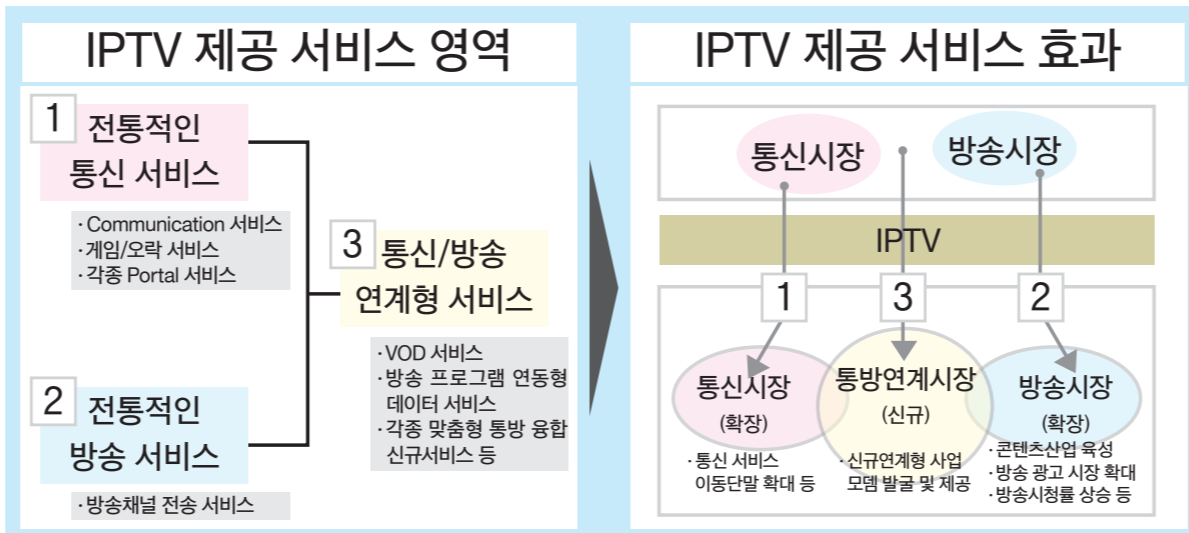 IPTV 제공 서비스 영역
1
전통적인
통신 서비스
· Communication 서비스
· 게임/오락 서비스
· 각종 Portal 서비스
2
전통적인
방송 서비스
· 방송채널 전송 서비스
3
통신/방송
연계형 서비스
· VOD 서비스
· 방송 프로그램 연동형
데이터 서비스
· 각종 맞춤형 통방 융합
신규서비스 등
IPTV 제공 서비스 효과
통신시장
방송시장
IPTV
1
3
2
통신시장
(확장)
· 통신 서비스
이동단말 확대 등
통방연계시장
(신규)
· 신규연계형 사업
모뎀 발굴 및 제공
방송시장
(확장)
· 콘텐츠산업 육성
· 방송 광고 시장 확대
· 방송시청률 상승 등